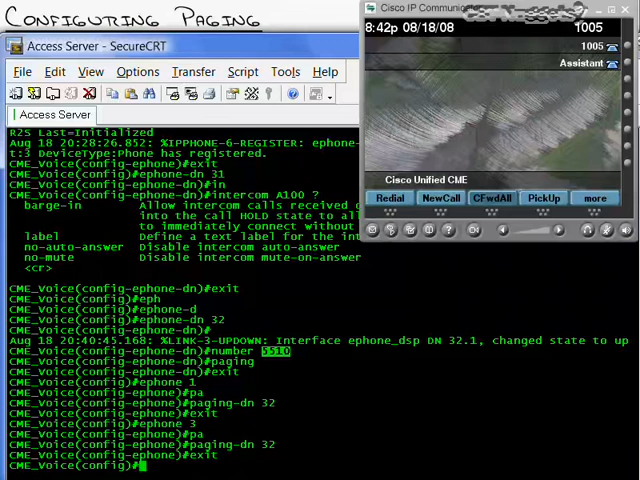 CONFIGURING PAGING
Cisco IP Communic
CBT Nuggets
8:42p 08/18/08
1005
1005
Assistant
Cisco Unified CME
Redial
NewCall
CFwdAll
PickUp
more
Access Server - SecureCRT
File Edit View Options Transfer Script Tools Help
Access Server
R2S Last=Initialized
Aug 18 20:28:26.852: %IPPHONE-6-REGISTER: ephone-
t:3 DeviceType:Phone has registered.
CME_Voice(config-ephone)#exit
CME_Voice(config)#ephone-dn 31
CME_Voice(config-ephone-dn)#in
CME_Voice(config-ephone-dn)#intercom A100 ?
barge-in Allow intercom calls received o
into the call HOLD state to al
to immediately connect without
label Define a text label for the int
no-auto-answer Disable intercom auto-answer
no-mute Disable intercom mute-on-answer
<cr>
CME_Voice(config-ephone-dn)#exit
CME_Voice(config)#eph
CME_Voice(config)#ephone-d
CME_Voice(config)#ephone-dn 32
CME_Voice(config-ephone-dn)#
Aug 18 20:40:45.168: %LINK-3-UPDOWN: Interface ephone_dsp DN 32.1, changed state to up
CME_Voice(config-ephone-dn)#number 5510
CME_Voice(config-ephone-dn)#paging
CME_Voice(config-ephone-dn)#exit
CME_Voice(config)#ephone 1
CME_Voice(config-ephone)#pa
CME_Voice(config-ephone)#paging-dn 32
CME_Voice(config-ephone)#exit
CME_Voice(config)#ephone 3
CME_Voice(config-ephone)#pa
CME_Voice(config-ephone)#paging-dn 32
CME_Voice(config-ephone)#exit
CME_Voice(config)#